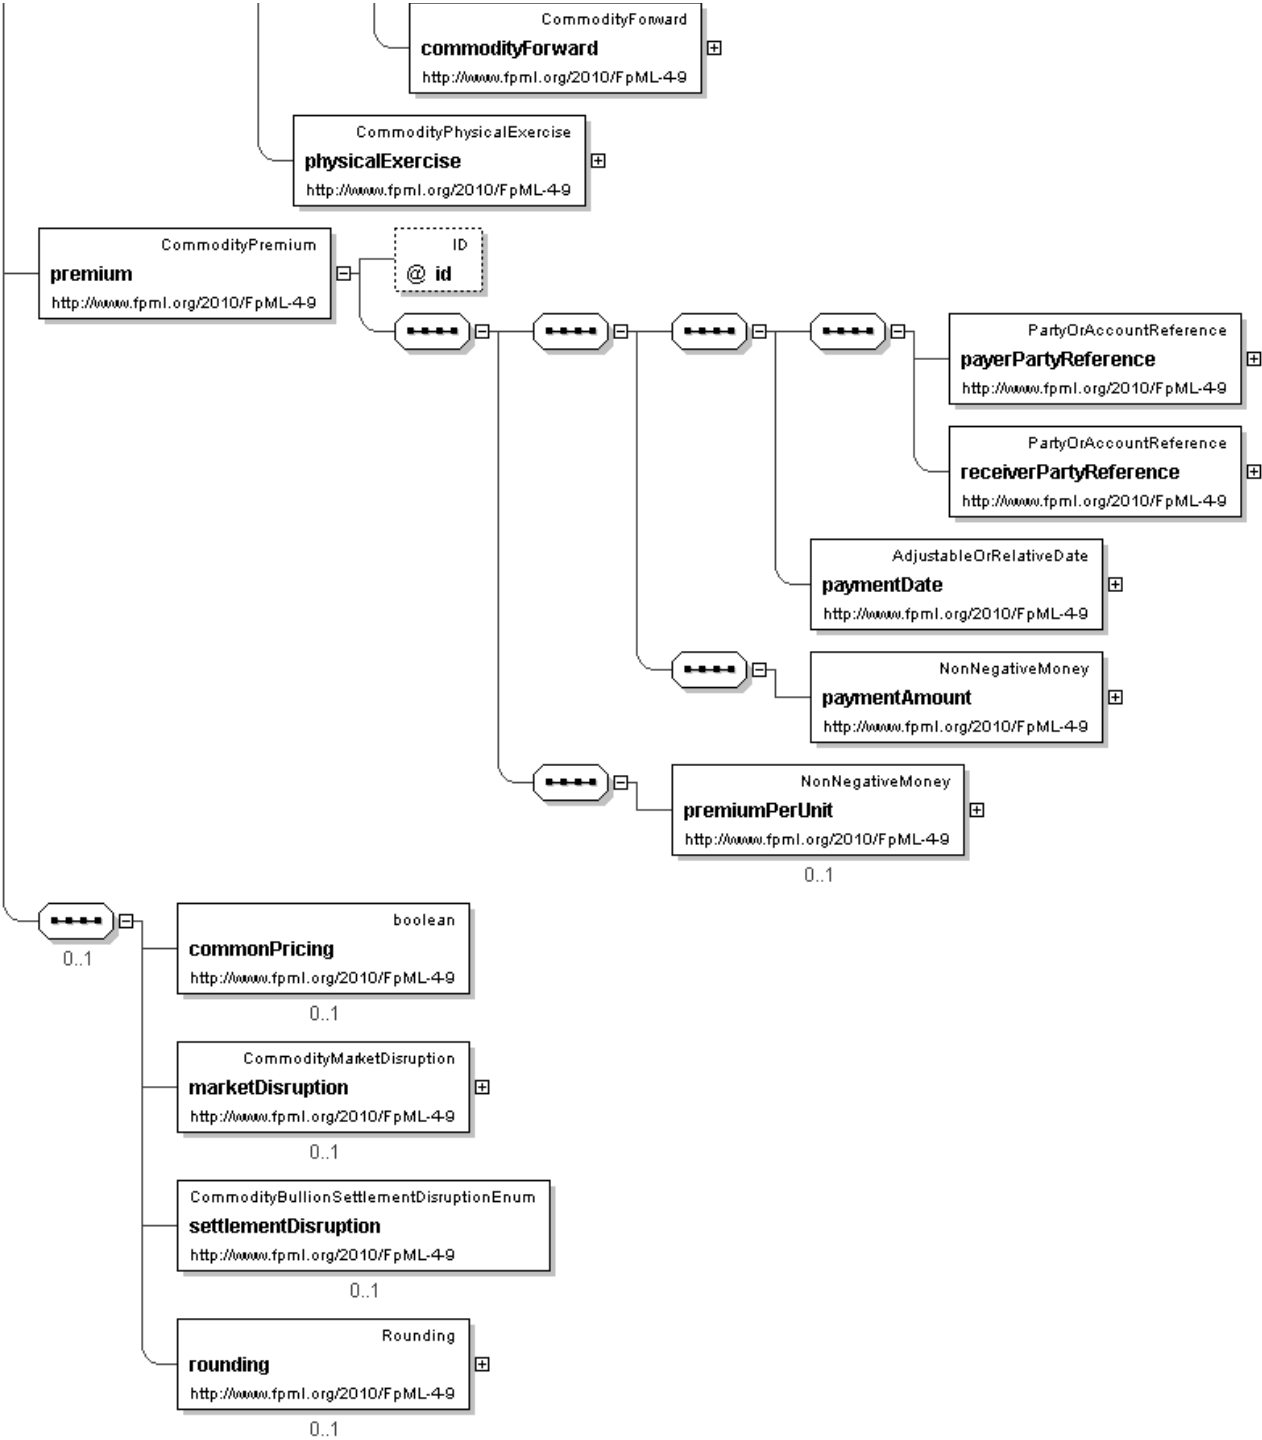 CommodityForward
commodityForward
http://www.fpml.org/2010/FpML-4-9
CommodityPhysicalExercise
physicalExercise
http://www.fpml.org/2010/FpML-4-9
CommodityPremium
premium
http://www.fpml.org/2010/FpML-4-9
ID
@ id
PartyOrAccountReference
payerPartyReference
http://www.fpml.org/2010/FpML-4-9
PartyOrAccountReference
receiverPartyReference
http://www.fpml.org/2010/FpML-4-9
AdjustableOrRelativeDate
paymentDate
http://www.fpml.org/2010/FpML-4-9
NonNegativeMoney
paymentAmount
http://www.fpml.org/2010/FpML-4-9
NonNegativeMoney
premiumPerUnit
http://www.fpml.org/2010/FpML-4-9
0..1
0..1
boolean
commonPricing
http://www.fpml.org/2010/FpML-4-9
0..1
CommodityMarketDisruption
marketDisruption
http://www.fpml.org/2010/FpML-4-9
0..1
CommodityBullionSettlementDisruptionEnum
settlementDisruption
http://www.fpml.org/2010/FpML-4-9
0..1
Rounding
rounding
http://www.fpml.org/2010/FpML-4-9
0..1